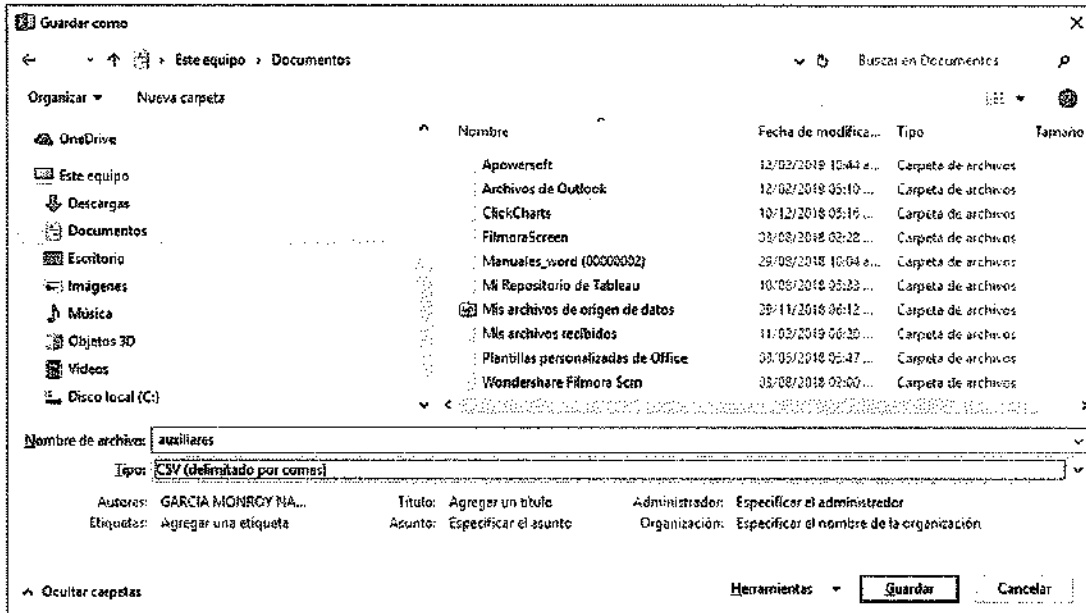 Guardar como
Este equipo > Documentos
Buscar en Documentos
Organizar
Nueva carpeta
OneDrive
Este equipo
Descargas
Documentos
Escritorio
Imágenes
Música
Objetos 3D
Videos
Disco local (C:)
Nombre Fecha de modifica... Tipo Tamaño
Apowersoft Carpeta de archivos
Archivos de Outlook Carpeta de archivos
ClickCharts Carpeta de archivos
FilmoraScreen Carpeta de archivos
Manuales_word (00000002) Carpeta de archivos
Mi Repositorio de Tableau Carpeta de archivos
Mis archivos de origen de datos Carpeta de archivos
Mis archivos recibidos Carpeta de archivos
Plantillas personalizadas de Office Carpeta de archivos
Wondershare Filmora Scrn Carpeta de archivos
Nombre de archivo: auxiliares
Tipo: CSV (delimitado por comas)
Autores: GARCIA MONROY NA... Título: Agregar un título Administrador: Especificar el administrador
Etiquetas: Agregar una etiqueta Asunto: Especificar el asunto Organización: Especificar el nombre de la organización
Ocultar carpetas Herramientas Guardar Cancelar